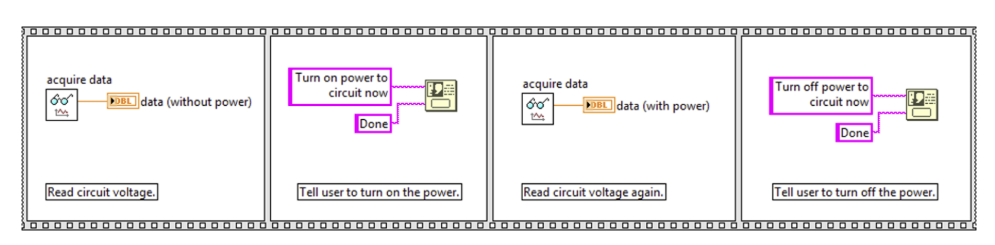 acquire data
DBL
data (without power)
Read circuit voltage.
Turn on power to
circuit now
Done
Tell user to turn on the power.
acquire data
DBL
data (with power)
Read circuit voltage again.
Turn off power to
circuit now
Done
Tell user to turn off the power.